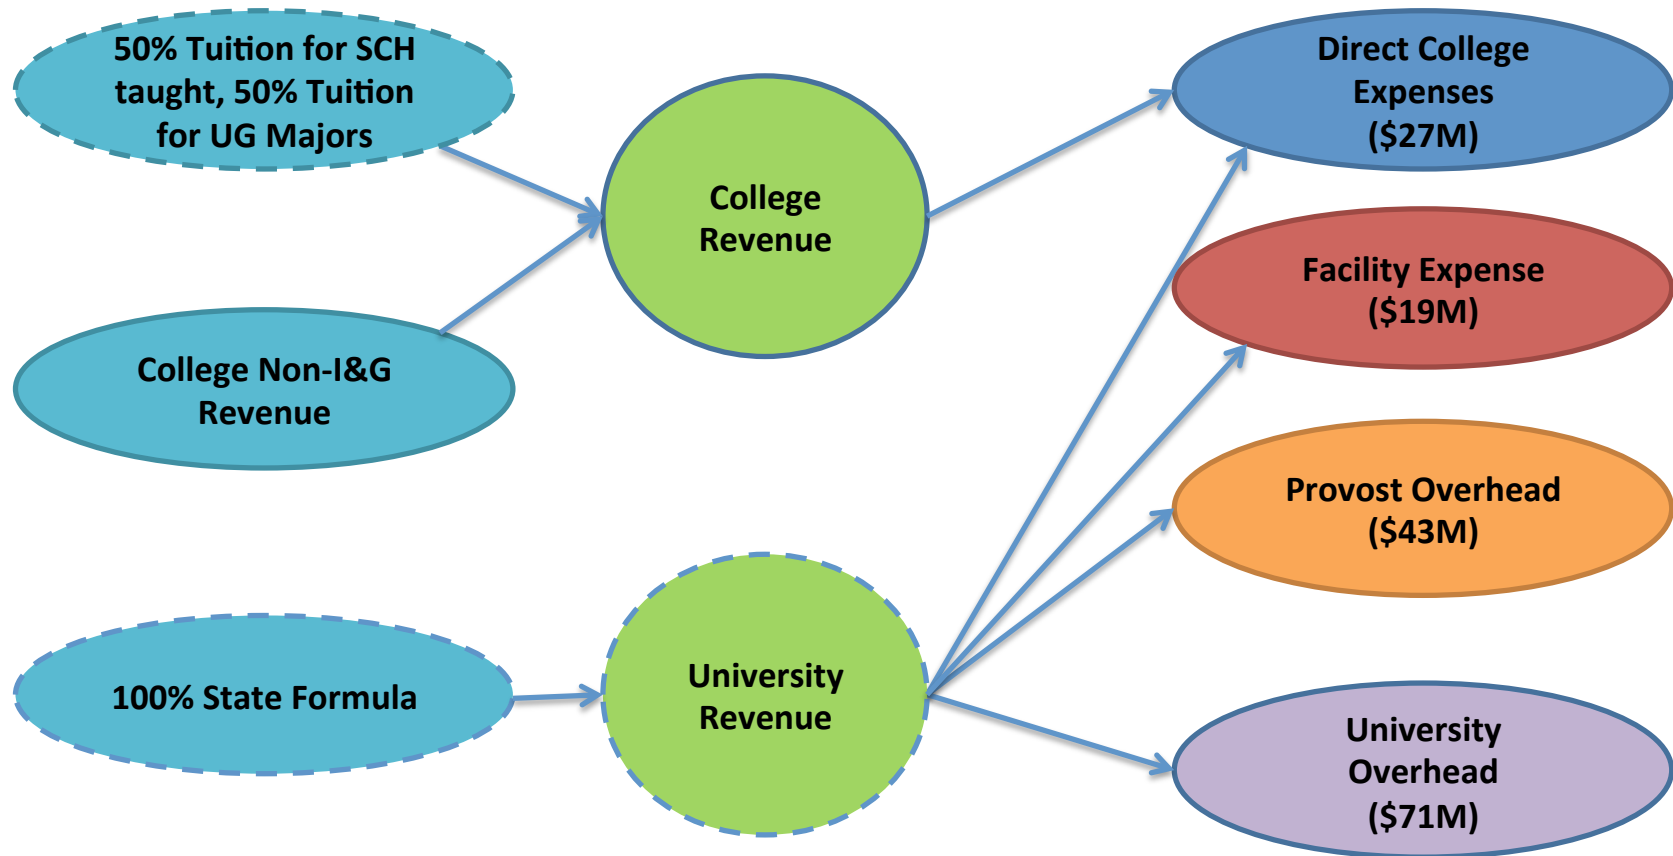 50% Tuition for SCH
taught, 50% Tuition
for UG Majors
College Non-I&G
Revenue
100% State Formula
College
Revenue
University
Revenue
Direct College
Expenses
($27M)
Facility Expense
($19M)
Provost Overhead
($43M)
University
Overhead
($71M)